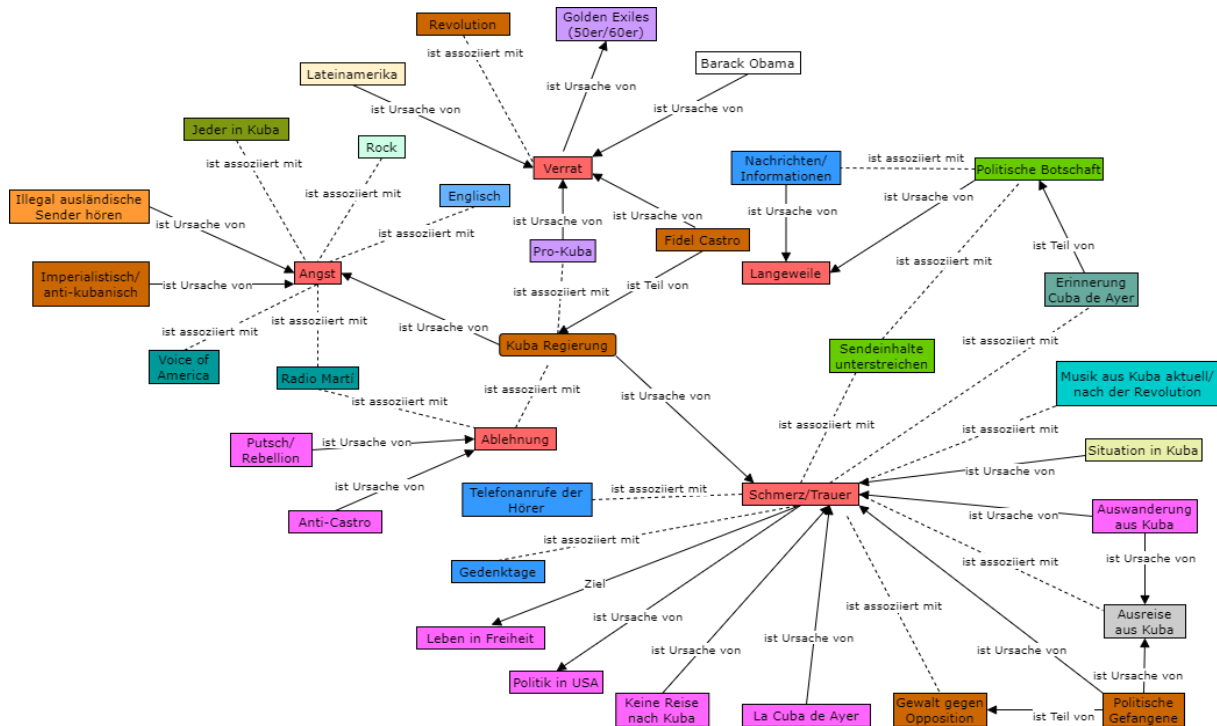 Golden Exiles
(50er/60er)
Revolution
ist assoziiert mit
Barack Obama
Lateinamerika
ist Ursache von
ist Ursache von
ist Ursache von
Jeder in Kuba
Rock
ist assoziiert mit
ist assoziiert mit
Verrat
Nachrichten/
Informationen
ist assoziiert mit
Politische Botschaft
Illegal ausländische
Sender hören
Englisch
ist Ursache von
ist assoziiert mit
ist Ursache von
ist Ursache von
ist Ursache von
ist Ursache von
Pro-Kuba
Fidel Castro
ist Teil von
Imperialistisch/
anti-kubanisch
ist Ursache von
Angst
Langeweile
ist assoziiert mit
Erinnerung
Cuba de Ayer
ist assoziiert mit
ist assoziiert mit
ist Ursache von
ist assoziiert mit
ist Teil von
Voice of
America
Radio Martí
Kuba Regierung
Sendeinhalte
unterstreichen
ist assoziiert mit
ist assoziiert mit
ist assoziiert mit
ist Ursache von
Musik aus Kuba aktuell/
nach der Revolution
Putsch/
Rebellion
ist Ursache von
Ablehnung
ist assoziiert mit
ist assoziiert mit
Situation in Kuba
ist Ursache von
ist Ursache von
Anti-Castro
Telefonanrufe der
Hörer
ist assoziiert mit
Schmerz/Trauer
ist Ursache von
Auswanderung
aus Kuba
ist assoziiert mit
ist assoziiert mit
ist Ursache von
Gedenktage
Ziel
Leben in Freiheit
ist Ursache von
ist Ursache von
ist Ursache von
ist assoziiert mit
Ausreise
aus Kuba
ist Ursache von
ist Ursache von
Politik in USA
Keine Reise
nach Kuba
La Cuba de Ayer
Gewalt gegen
Opposition
ist Teil von
Politische
Gefangene